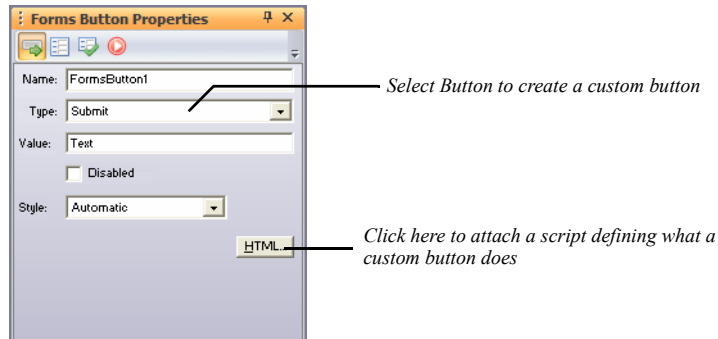 Forms Button Properties
Name: FormsButton1
Select Button to create a custom button
Type: Submit
Value: Text
Disabled
Style: Automatic
HTML...
Click here to attach a script defining what a
custom button does